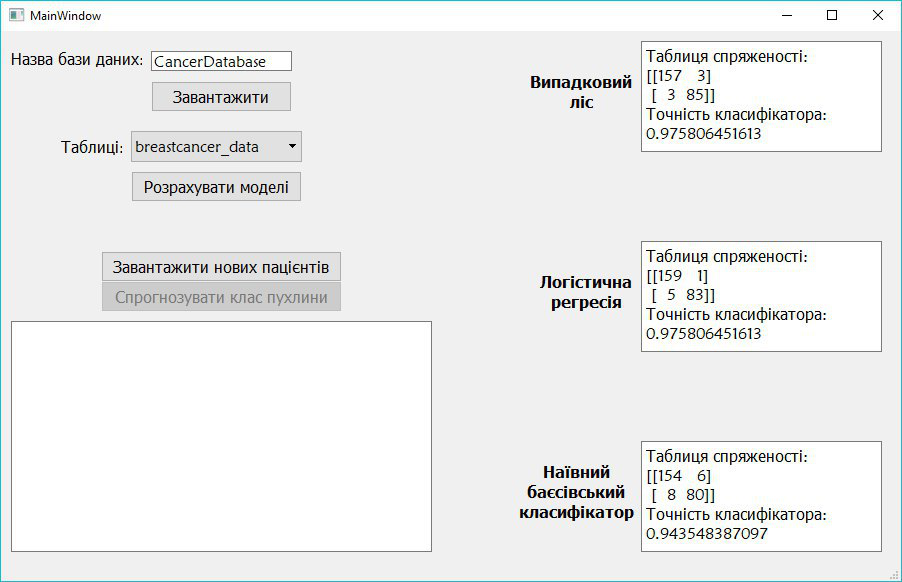 MainWindow
Назва бази даних: CancerDatabase
Завантажити
Таблиці: breastcancer_data
Розрахувати моделі
Завантажити нових пацієнтів
Спрогнозувати клас пухлини
Випадковий
ліс
Таблиця спряженості:
[[157 3]
[ 3 85]]
Точність класифікатора:
0.975806451613
Логістична
регресія
Таблиця спряженості:
[[159 1]
[ 5 83]]
Точність класифікатора:
0.975806451613
Наївний
баєсівський
класифікатор
Таблиця спряженості:
[[154 6]
[ 8 80]]
Точність класифікатора:
0.943548387097